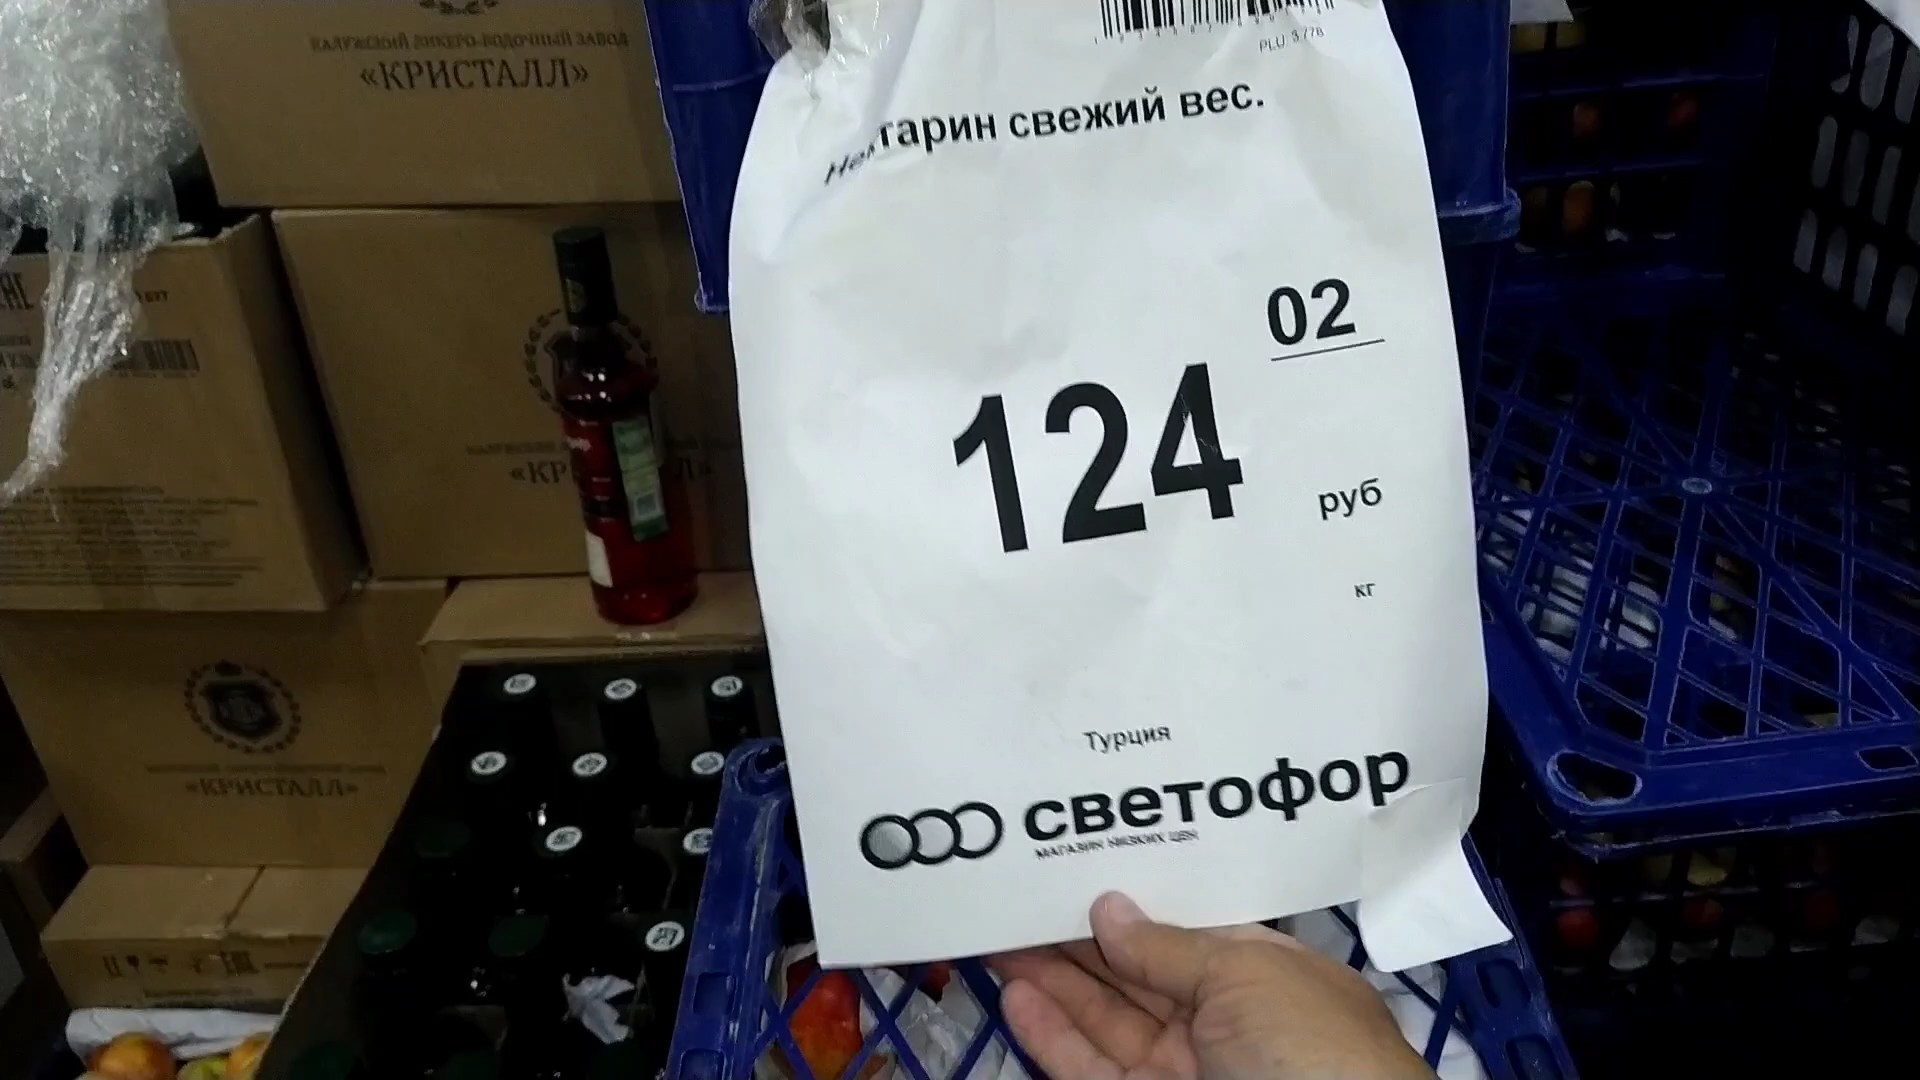 КАЛУЖСКИЙ ЛИКЕРО-ВОДОЧНЫЙ ЗАВОД
«КРИСТАЛЛ»
PLU: 3778
Нектарин свежий вес.
124
02
руб
кг
Турция
светофор
МАГАЗИН НИЗКИХ ЦЕН
«КР
Л»
«КРИСТАЛЛ»